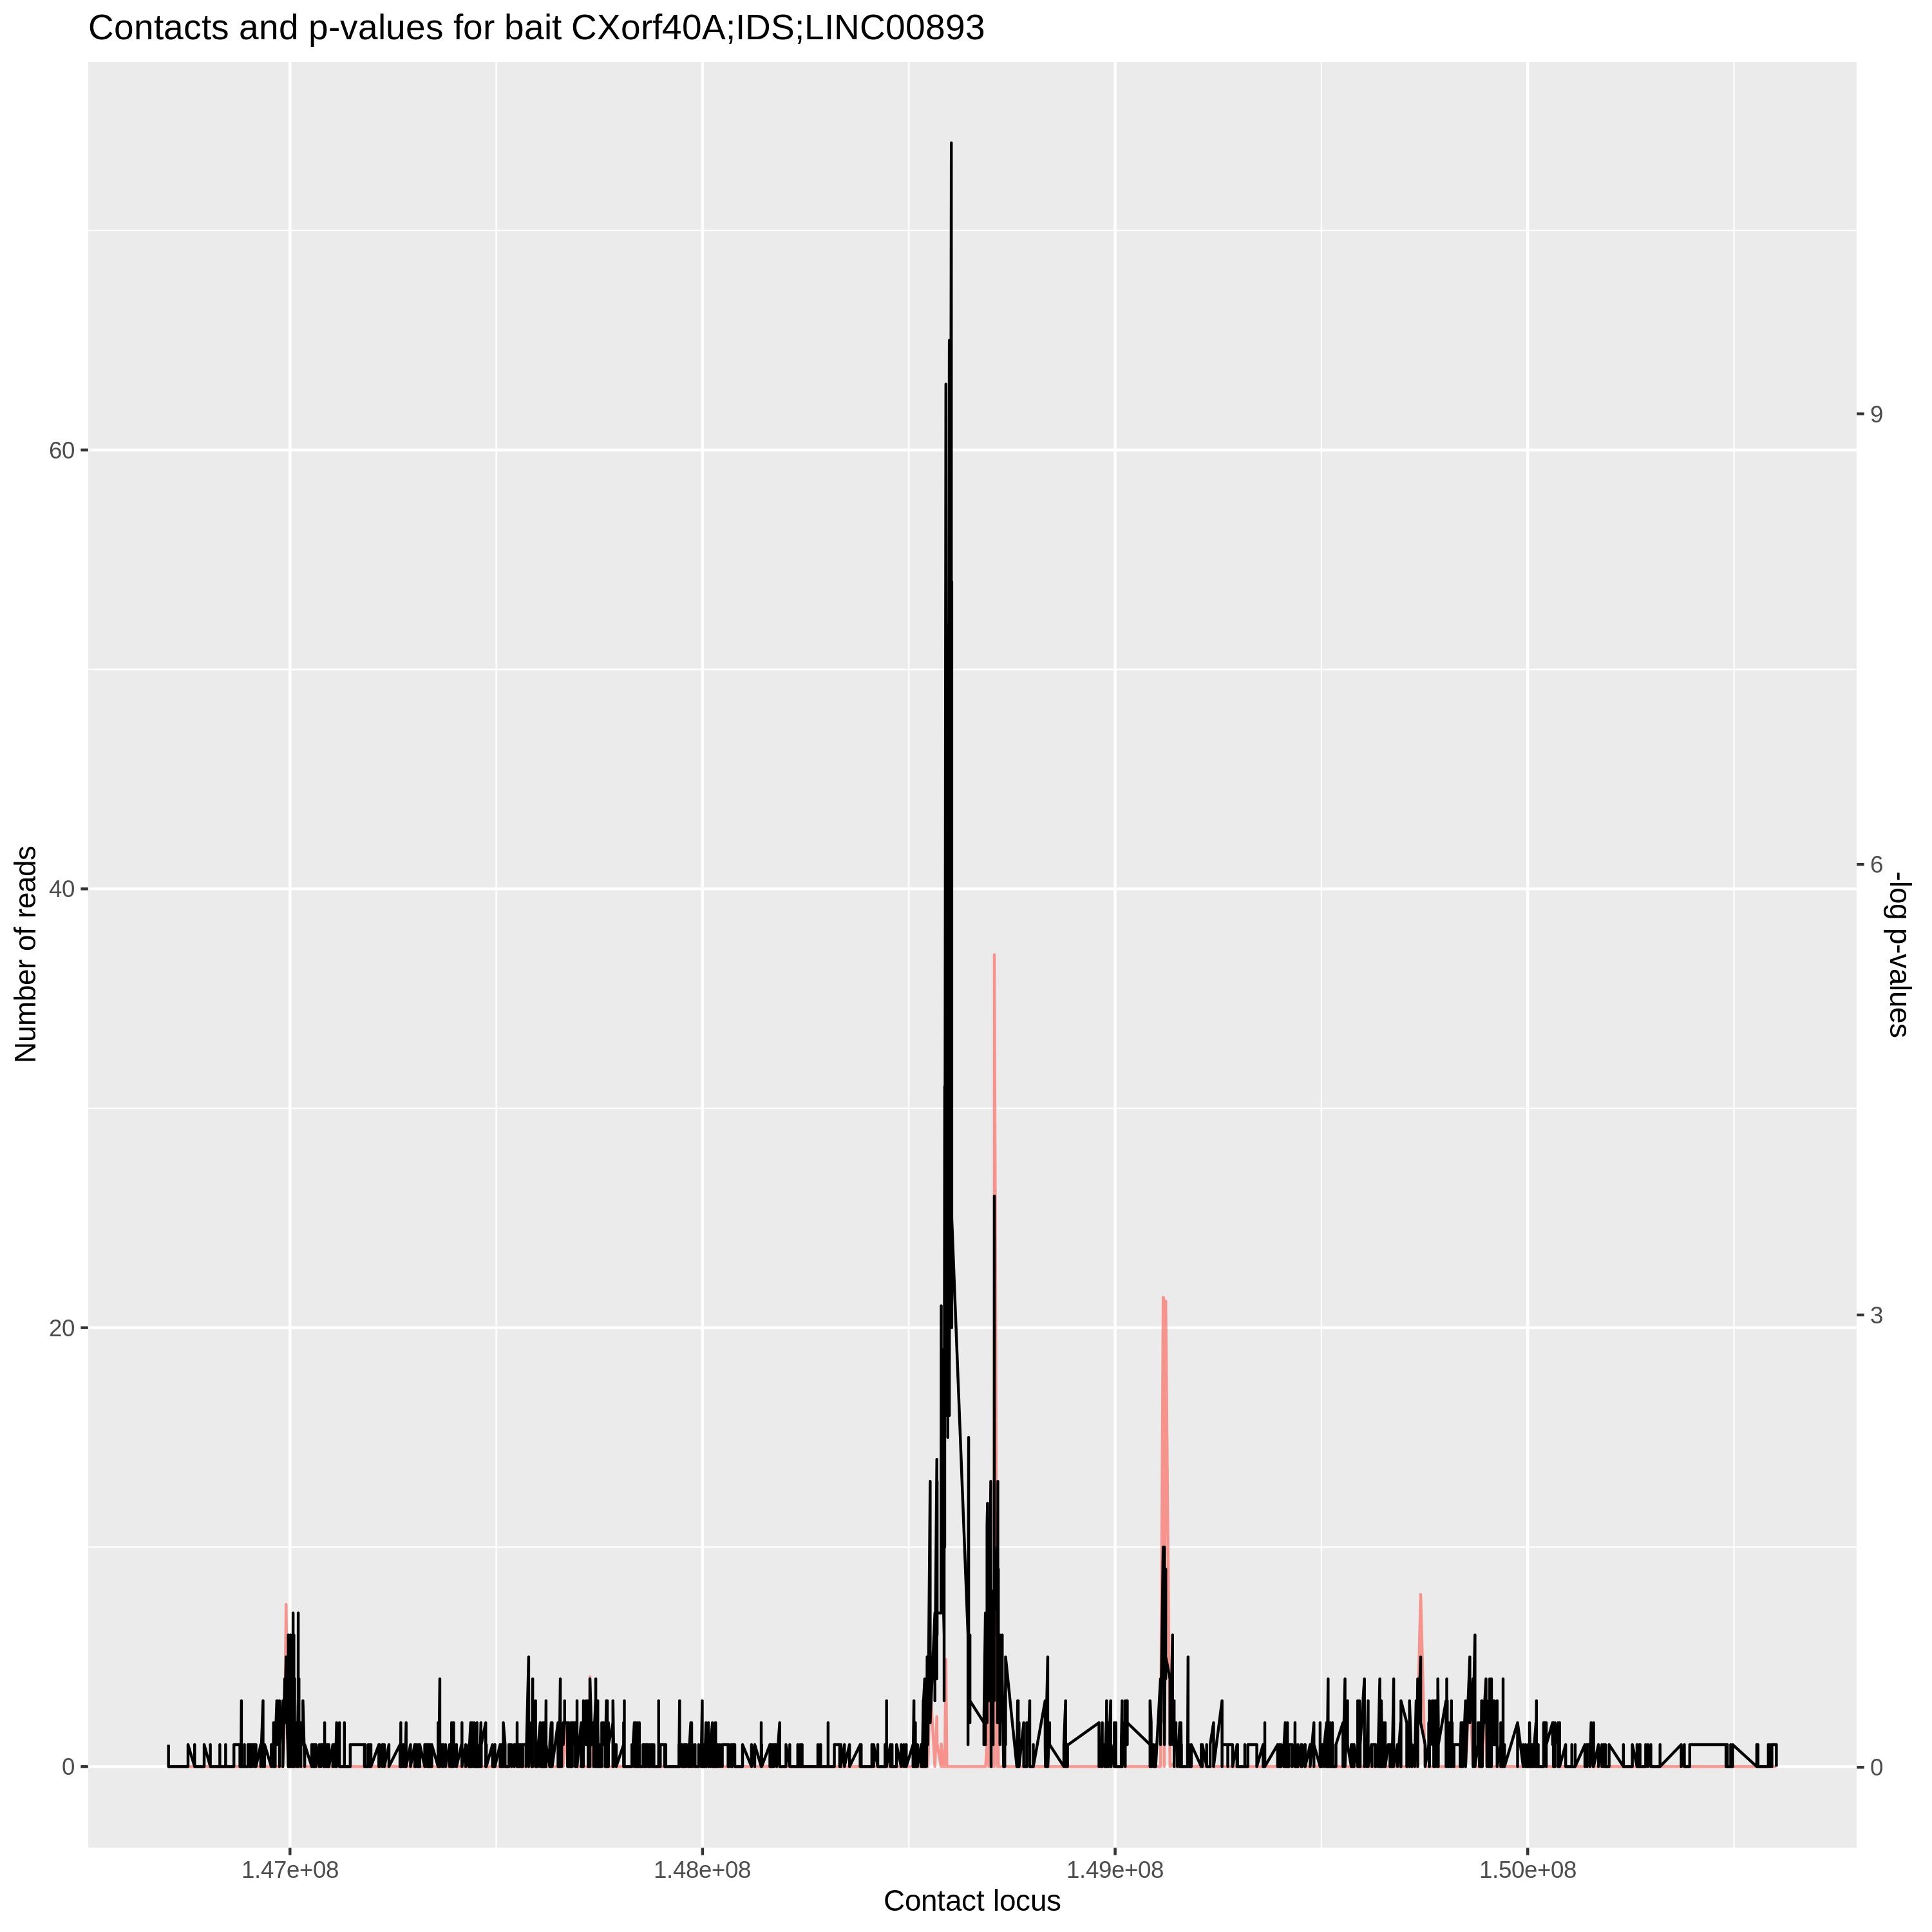 Contacts and p-values for bait CXorf40A;IDS;LINC00893
Number of reads
60
40
20
0
9
6
3
0
-log p-values
1.47e+08
1.48e+08
1.49e+08
1.50e+08
Contact locus